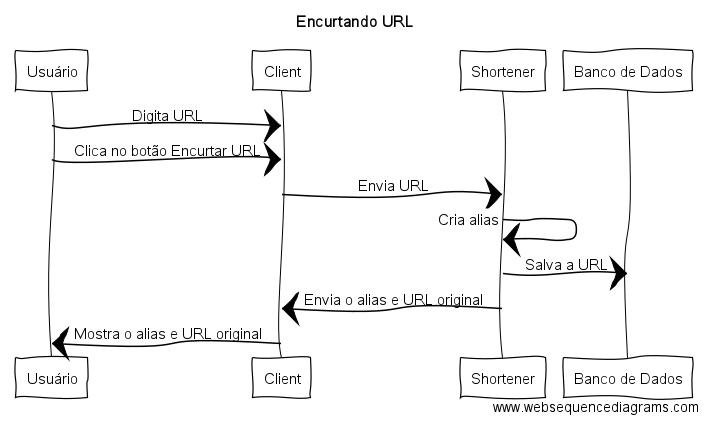 Encurtando URL
Usuário
Client
Shortener
Banco de Dados
Digita URL
Clica no botão Encurtar URL
Envia URL
Cria alias
Salva a URL
Envia o alias e URL original
Mostra o alias e URL original
Usuário
Client
Shortener
Banco de Dados
www.websequencediagrams.com